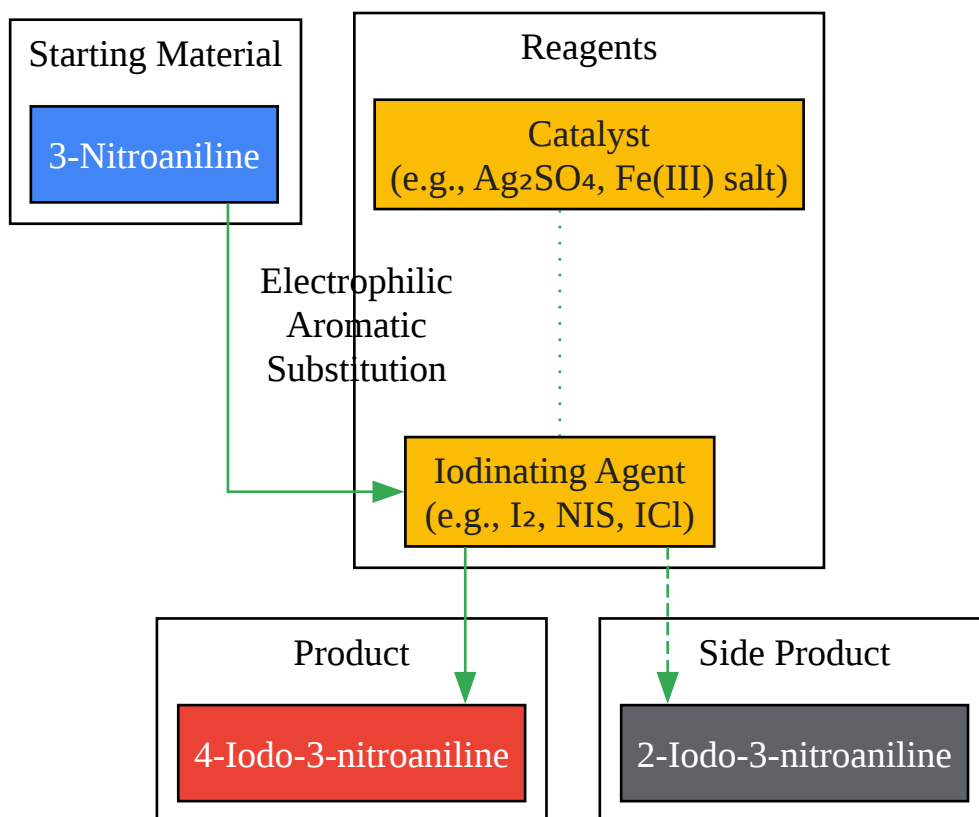 Starting Material
3-Nitroaniline
Reagents
Catalyst
(e.g., Ag₂SO₄, Fe(III) salt)
Electrophilic
Aromatic
Substitution
Iodinating Agent
(e.g., I₂, NIS, ICl)
Product
4-Iodo-3-nitroaniline
Side Product
2-Iodo-3-nitroaniline